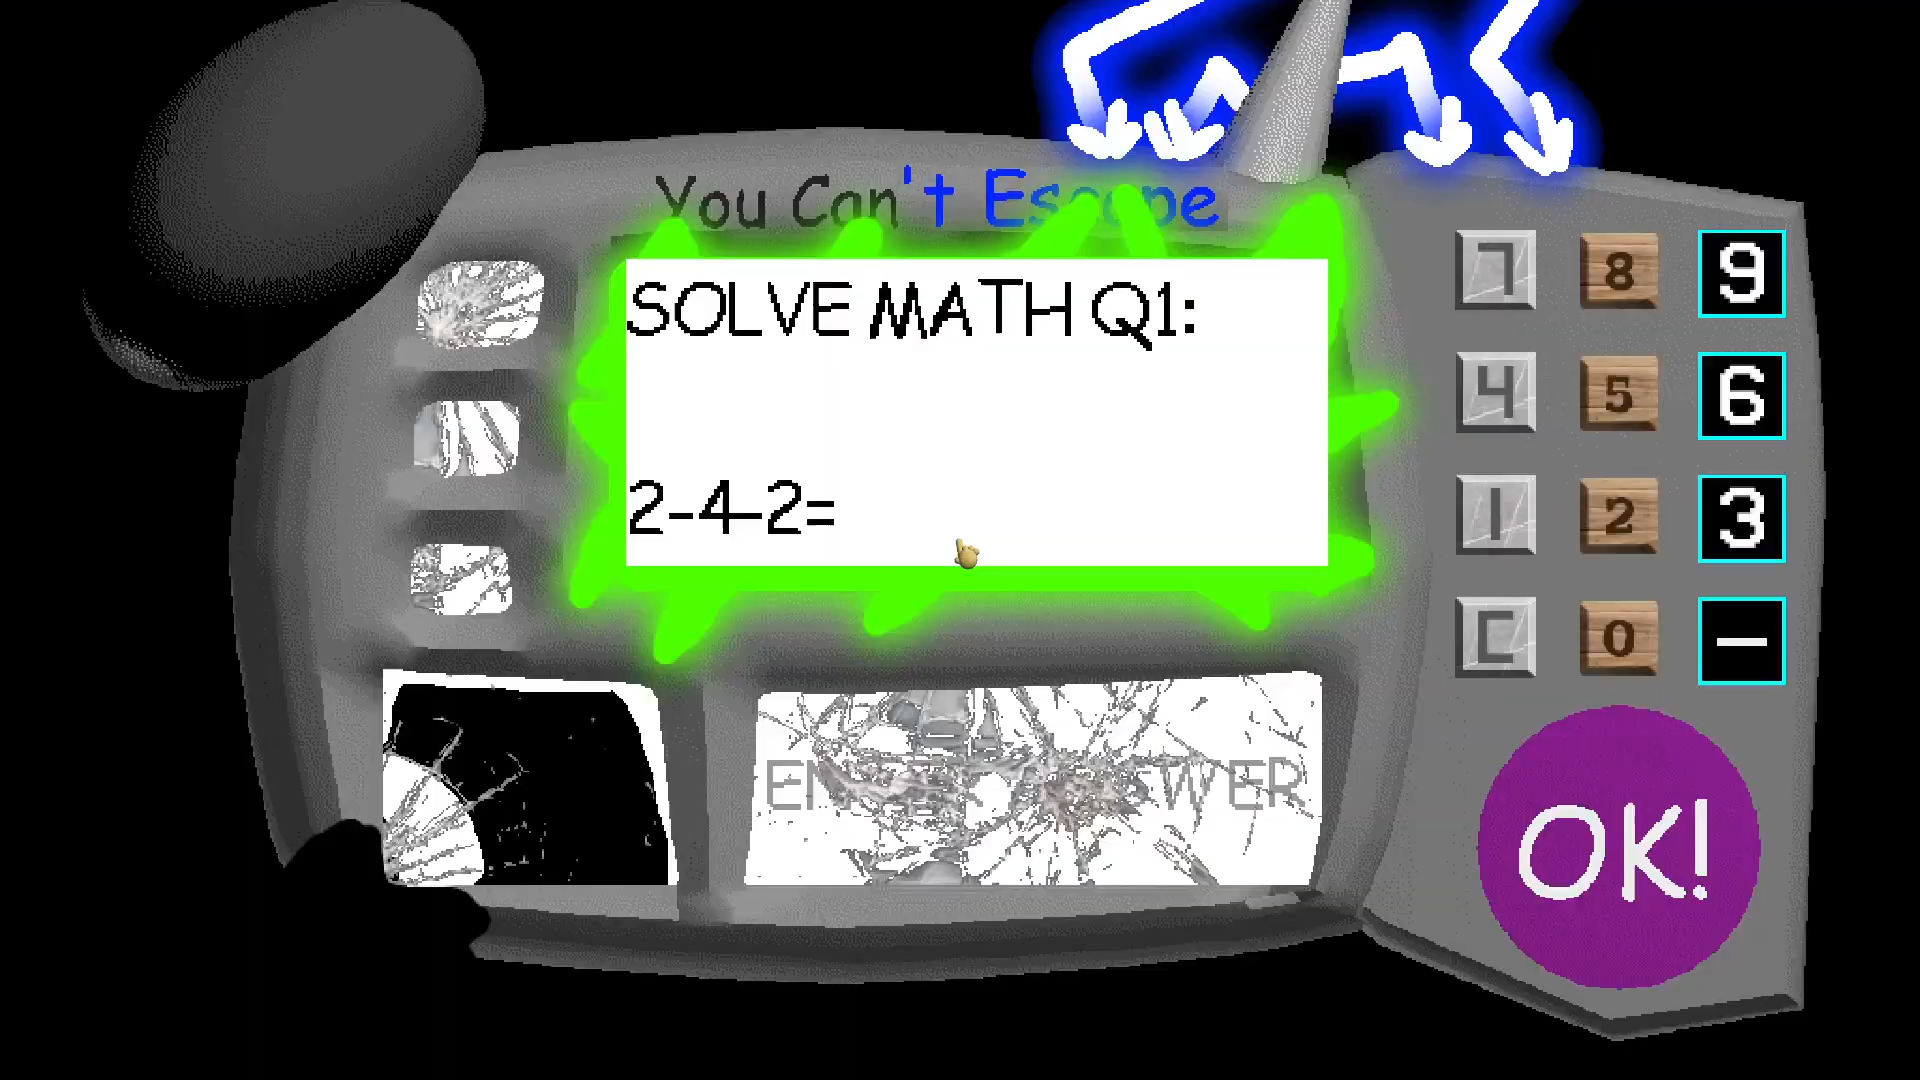 You Can't Escape
SOLVE MATH Q1:
2-4-2=
7 8 9
4 5 6
1 2 3
C 0 -
OK!